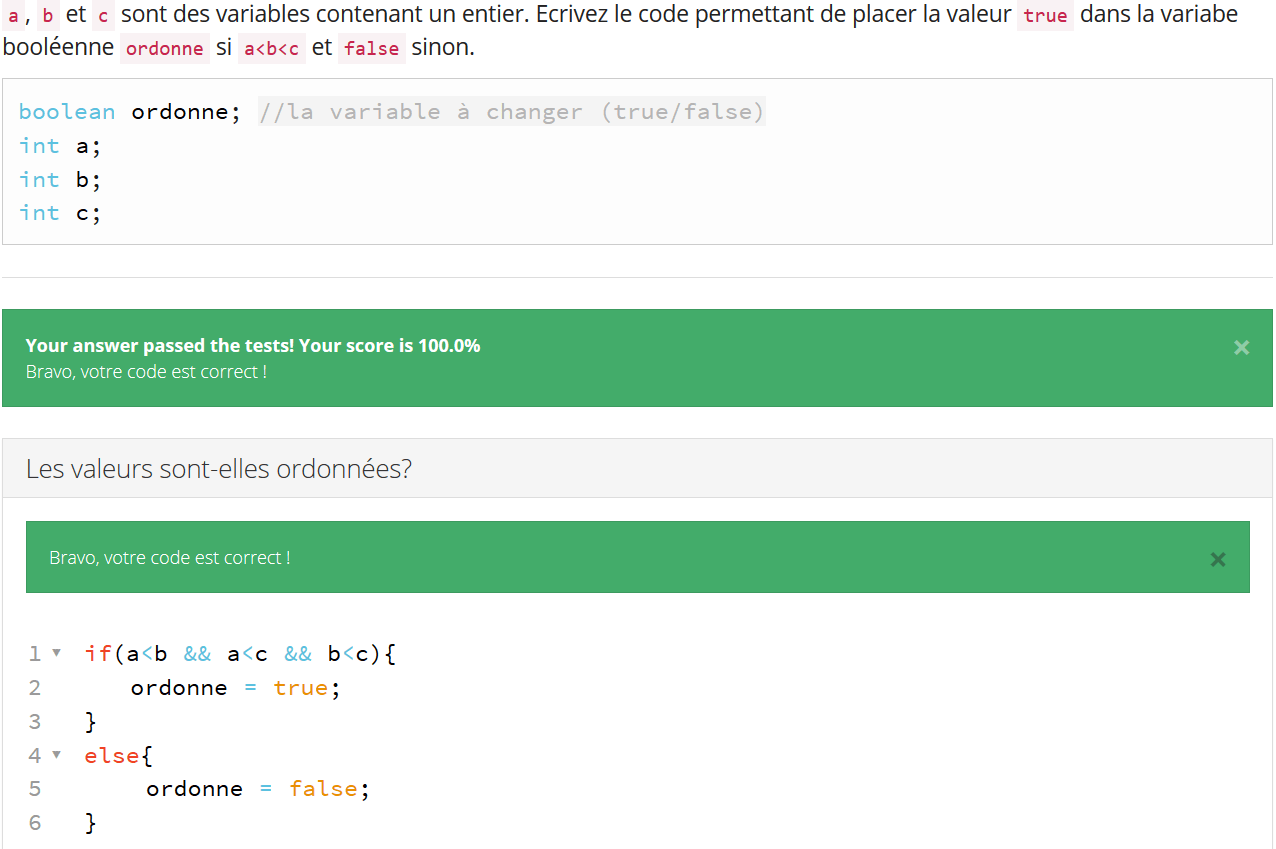 a, b et c sont des variables contenant un entier. Ecrivez le code permettant de placer la valeur true dans la variabe
booléenne ordonne si a<b<c et false sinon.
boolean ordonne; //la variable à changer (true/false)
int a;
int b;
int c;
Your answer passed the tests! Your score is 100.0%
Bravo, votre code est correct !
Les valeurs sont-elles ordonnées?
Bravo, votre code est correct !
1 if(a<b && a<c && b<c){
2 ordonne = true;
3 }
4 else{
5 ordonne = false;
6 }